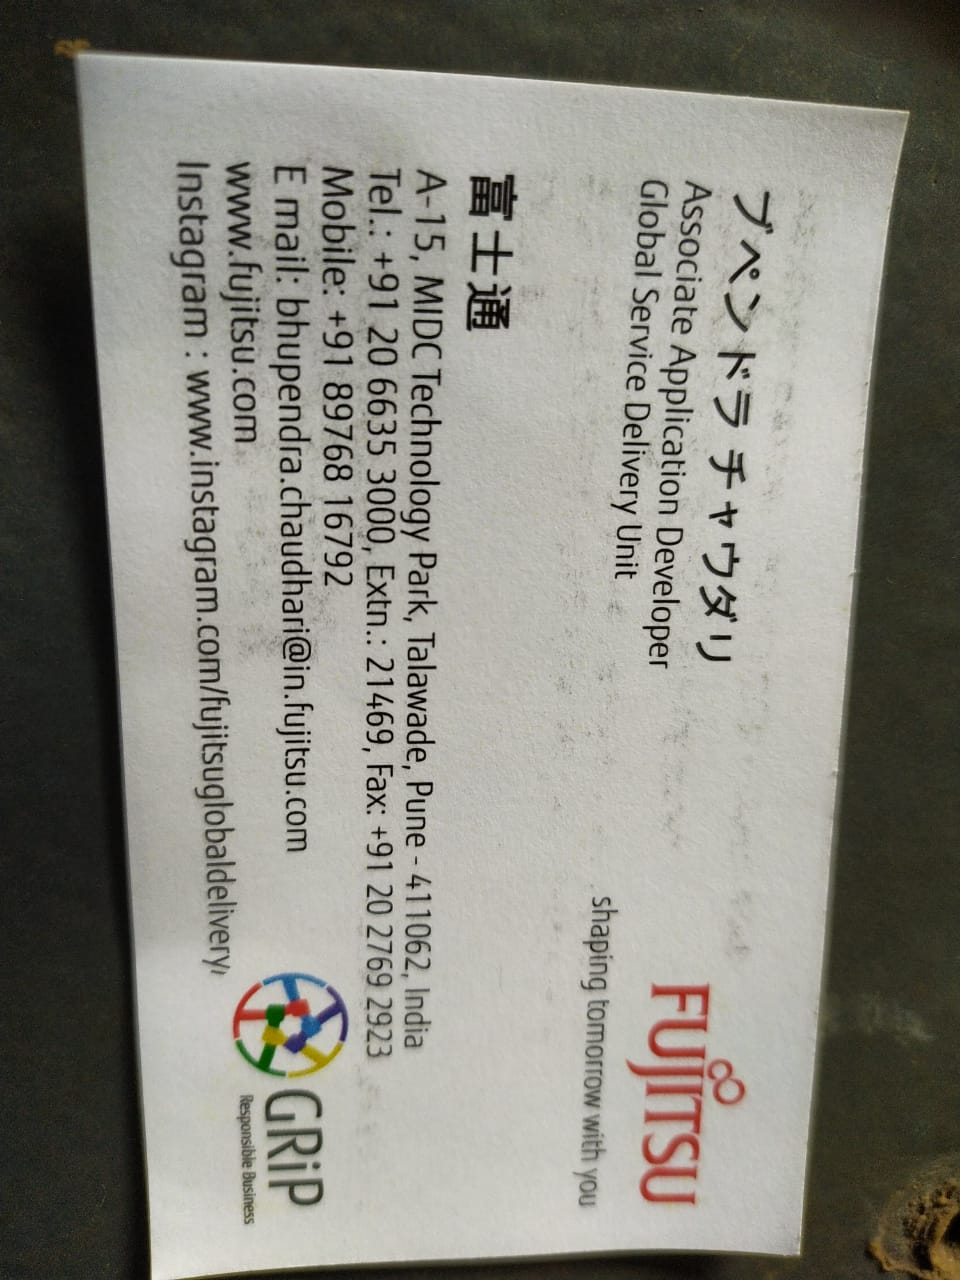 FUJITSU
shaping tomorrow with you
ブペンドラ チャウダリ
Associate Application Developer
Global Service Delivery Unit
富士通
A-15, MIDC Technology Park, Talawade, Pune - 411062, India
Tel.: +91 20 6635 3000, Extn.: 21469, Fax: +91 20 2769 2923
Mobile: +91 89768 16792
E mail: bhupendra.chaudhari@in.fujitsu.com
www.fujitsu.com
Instagram : www.instagram.com/fujitsuglobaldelivery/
GRiP
Responsible Business